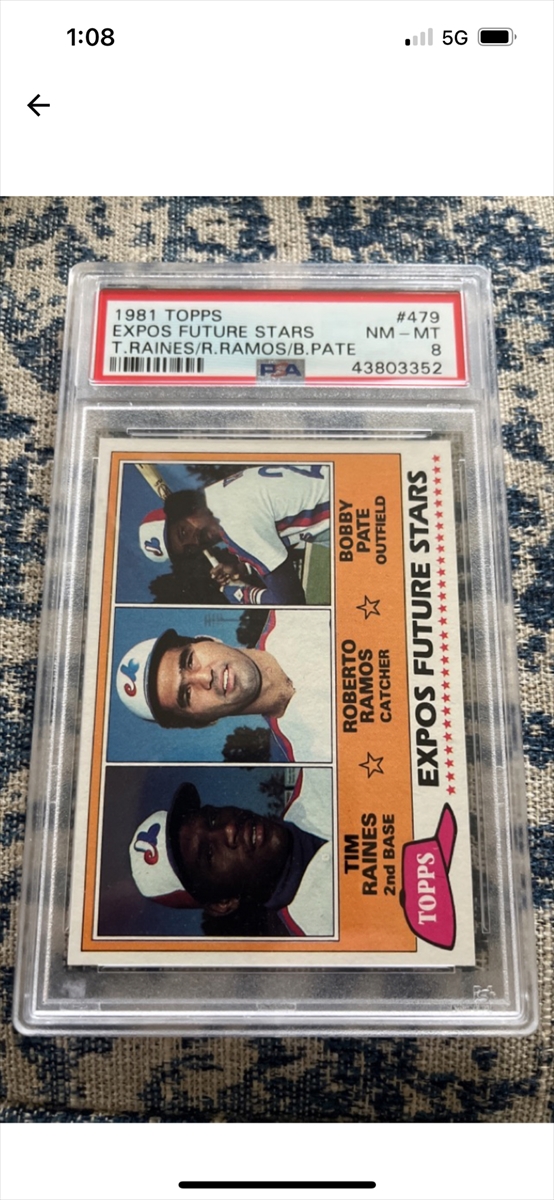 1:08
5G
1981 TOPPS #479
EXPOS FUTURE STARS NM – MT
T.RAINES/R.RAMOS/B.PATE 8
PSA 43803352
TIM
RAINES
2nd BASE
ROBERTO
RAMOS
CATCHER
BOBBY
PATE
OUTFIELD
TOPPS
EXPOS FUTURE STARS